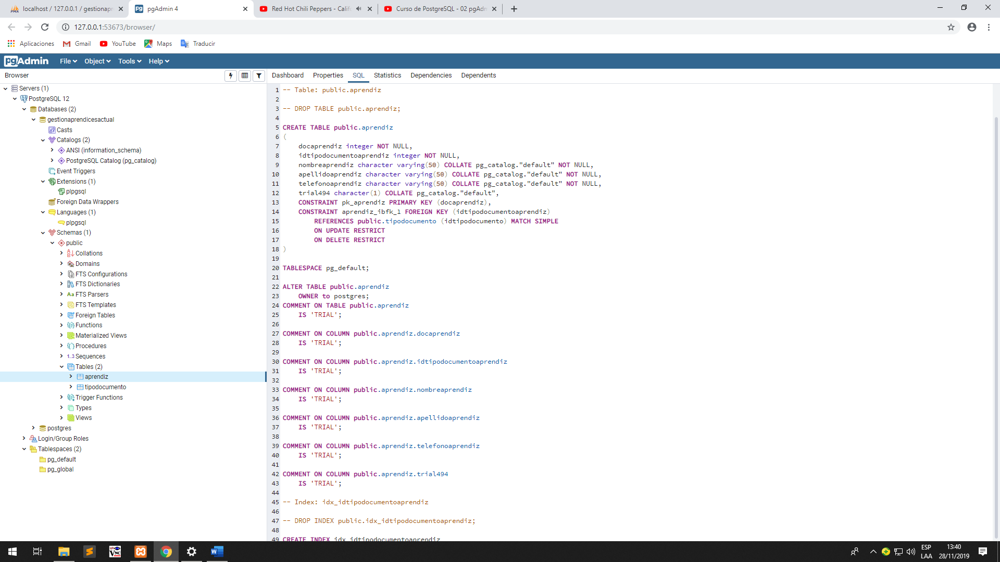 localhost / 127.0.0.1 / gestionapr
pgAdmin 4
Red Hot Chili Peppers - Calif
Curso de PostgreSQL - 02 pgAdm
127.0.0.1:53673/browser/
Aplicaciones
Gmail
YouTube
Maps
Traducir
pgAdmin
File
Object
Tools
Help
Browser
Dashboard
Properties
SQL
Statistics
Dependencies
Dependents
Servers (1)
PostgreSQL 12
Databases (2)
gestionaprendicesactual
Casts
Catalogs (2)
ANSI (information_schema)
PostgreSQL Catalog (pg_catalog)
Event Triggers
Extensions (1)
plpgsql
Foreign Data Wrappers
Languages (1)
plpgsql
Schemas (1)
public
Collations
Domains
FTS Configurations
FTS Dictionaries
Aa FTS Parsers
FTS Templates
Foreign Tables
Functions
Materialized Views
Procedures
1..3 Sequences
Tables (2)
aprendiz
tipodocumento
Trigger Functions
Types
Views
postgres
Login/Group Roles
Tablespaces (2)
pg_default
pg_global
1 -- Table: public.aprendiz
2
3 -- DROP TABLE public.aprendiz;
4
5 CREATE TABLE public.aprendiz
6 (
7 docaprendiz integer NOT NULL,
8 idtipodocumentoaprendiz integer NOT NULL,
9 nombreaprendiz character varying(50) COLLATE pg_catalog."default" NOT NULL,
10 apellidoaprendiz character varying(50) COLLATE pg_catalog."default" NOT NULL,
11 telefonoaprendiz character varying(50) COLLATE pg_catalog."default" NOT NULL,
12 trial494 character(1) COLLATE pg_catalog."default",
13 CONSTRAINT pk_aprendiz PRIMARY KEY (docaprendiz),
14 CONSTRAINT aprendiz_ibfk_1 FOREIGN KEY (idtipodocumentoaprendiz)
15 REFERENCES public.tipodocumento (idtipodocumento) MATCH SIMPLE
16 ON UPDATE RESTRICT
17 ON DELETE RESTRICT
18 )
19
20 TABLESPACE pg_default;
21
22 ALTER TABLE public.aprendiz
23 OWNER to postgres;
24 COMMENT ON TABLE public.aprendiz
25 IS 'TRIAL';
26
27 COMMENT ON COLUMN public.aprendiz.docaprendiz
28 IS 'TRIAL';
29
30 COMMENT ON COLUMN public.aprendiz.idtipodocumentoaprendiz
31 IS 'TRIAL';
32
33 COMMENT ON COLUMN public.aprendiz.nombreaprendiz
34 IS 'TRIAL';
35
36 COMMENT ON COLUMN public.aprendiz.apellidoaprendiz
37 IS 'TRIAL';
38
39 COMMENT ON COLUMN public.aprendiz.telefonoaprendiz
40 IS 'TRIAL';
41
42 COMMENT ON COLUMN public.aprendiz.trial494
43 IS 'TRIAL';
44
45 -- Index: idx_idtipodocumentoaprendiz
46
47 -- DROP INDEX public.idx_idtipodocumentoaprendiz;
48
49 CREATE INDEX idx_idtipodocumentoaprendiz
ESP
LAA
13:40
28/11/2019